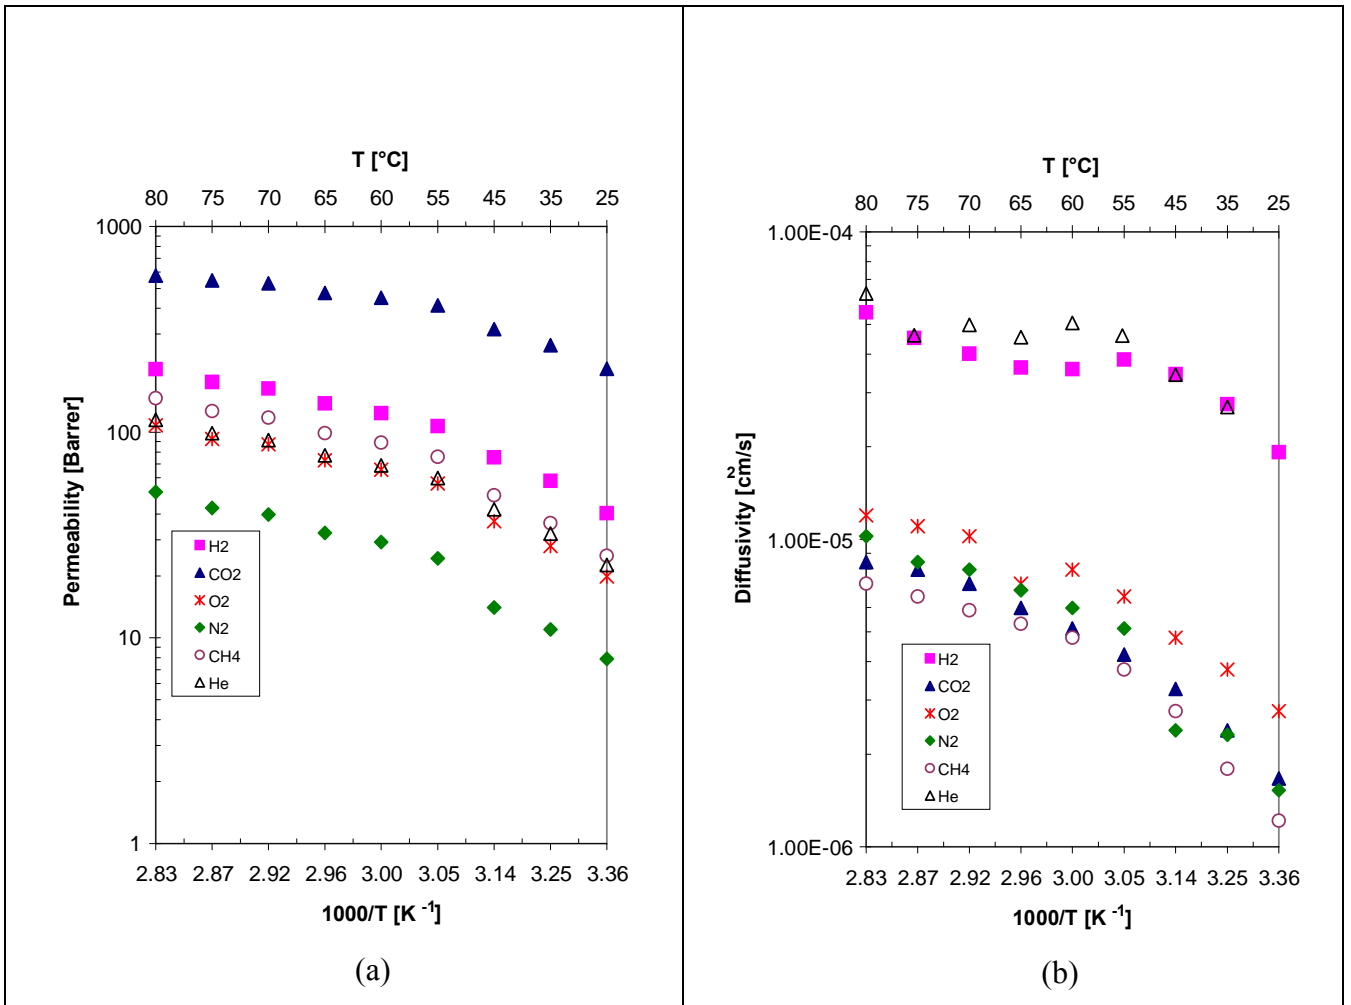 T [°C]
80 75 70 65 60 55 45 35 25
1000
100
10
1
Permeability [Barrer]
H2
CO2
O2
N2
CH4
He
2.83 2.87 2.92 2.96 3.00 3.05 3.14 3.25 3.36
1000/T [K -1]
(a)
T [°C]
80 75 70 65 60 55 45 35 25
1.00E-04
1.00E-05
1.00E-06
Diffusivity [cm/s]
2
H2
CO2
O2
N2
CH4
He
2.83 2.87 2.92 2.96 3.00 3.05 3.14 3.25 3.36
1000/T [K -1]
(b)